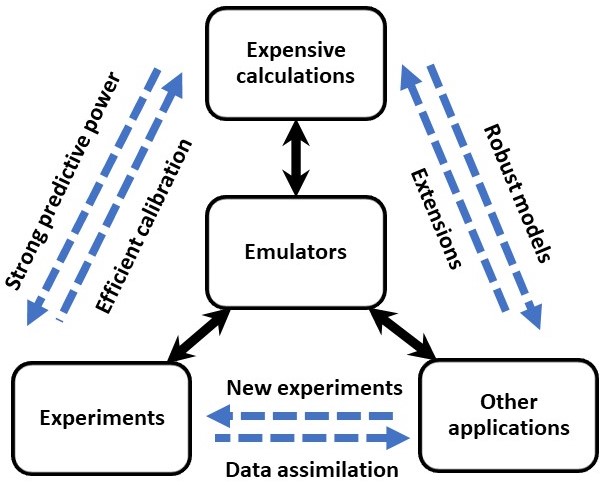 Expensive
calculations
Strong predictive power
Efficient calibration
Robust models
Extensions
Emulators
Experiments
New experiments
Data assimilation
Other
applications